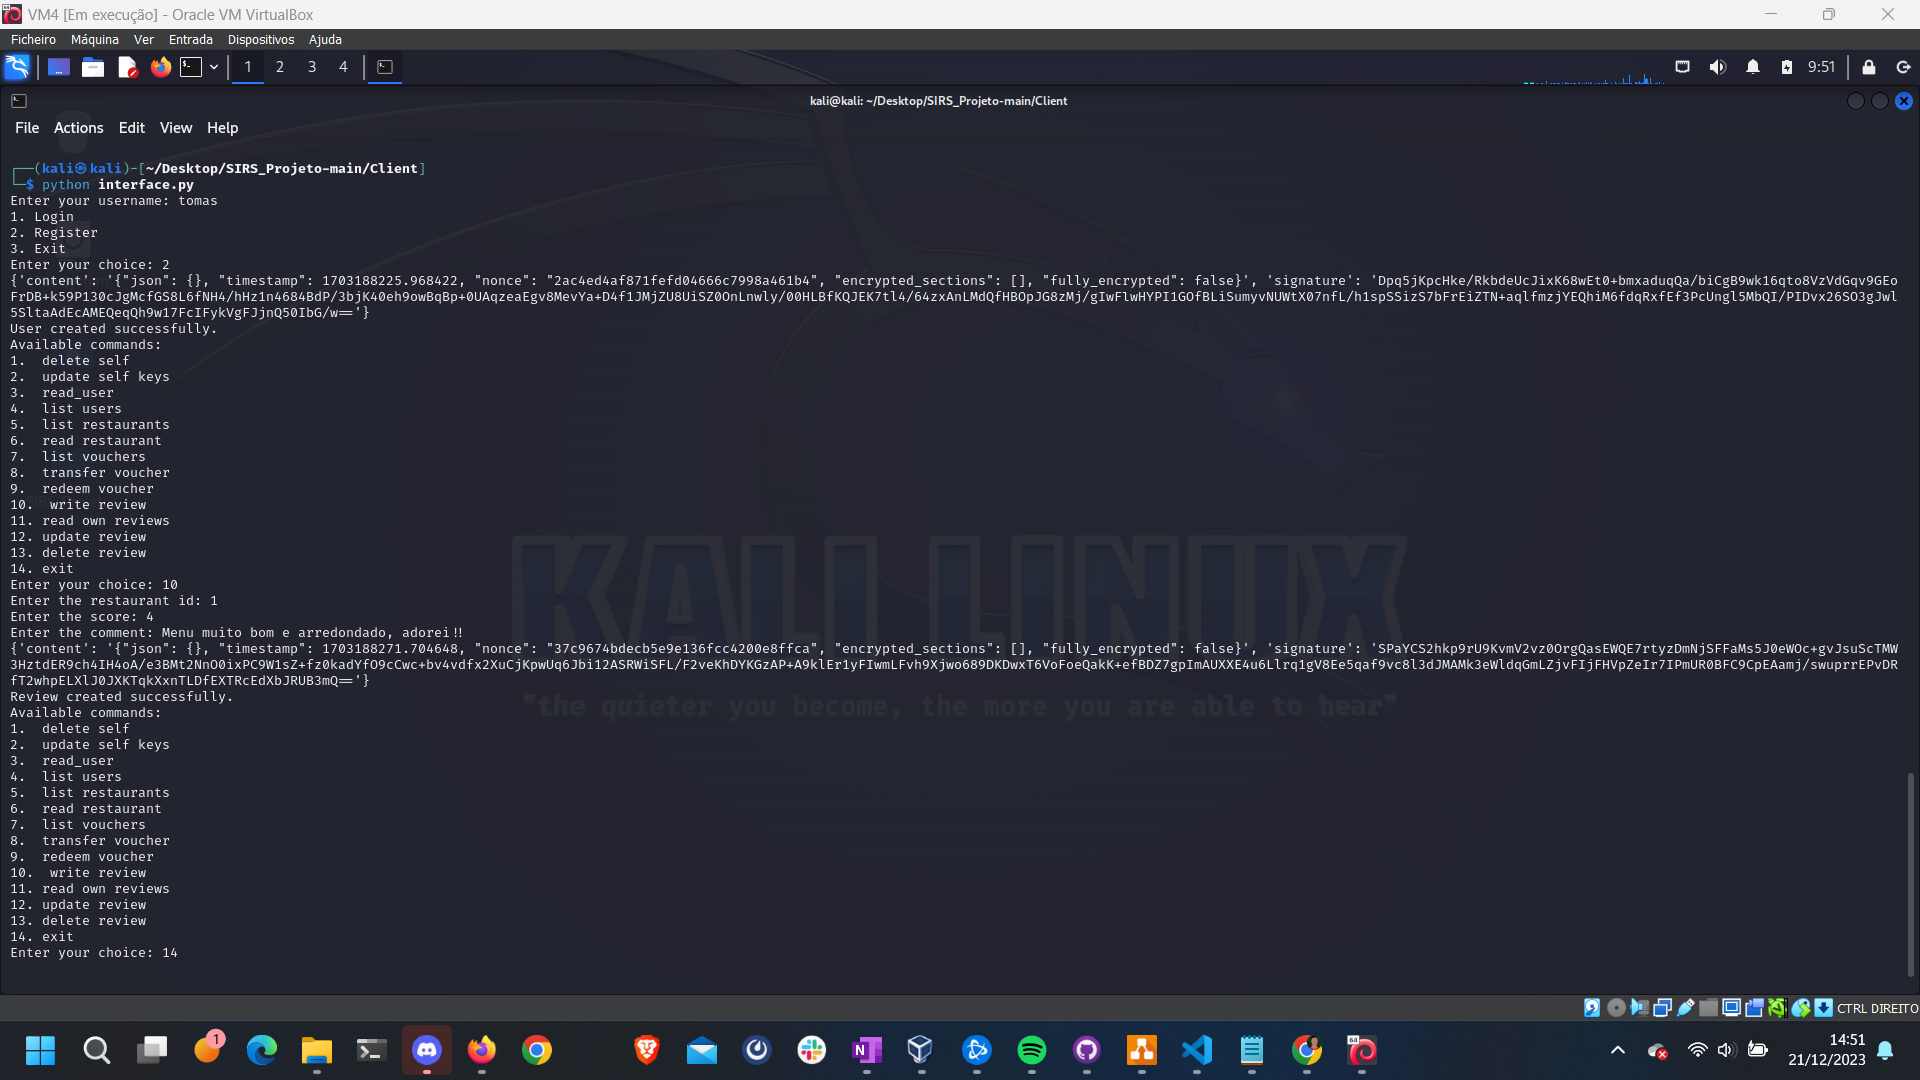 VM4 [Em execução] - Oracle VM VirtualBox
Ficheiro Máquina Ver Entrada Dispositivos Ajuda
1 2 3 4 9:51
kali@kali: ~/Desktop/SIRS_Projeto-main/Client
File Actions Edit View Help
┌──(kali㉿kali)-[~/Desktop/SIRS_Projeto-main/Client]
└─$ python interface.py
Enter your username: tomas
1. Login
2. Register
3. Exit
Enter your choice: 2
{'content': '{"json": {}, "timestamp": 1703188225.968422, "nonce": "2ac4ed4af871fefd04666c7998a461b4", "encrypted_sections": [], "fully_encrypted": false}', 'signature': 'Dpq5jKpcHke/RkbdeUcJixK68wEt0+bmxaduqQa/biCgB9wk16qto8VzVdGqv9GEo
FrDB+k59P130cJgMcfGS8L6fNH4/hHz1n4684BdP/3bjK40eh9owBqBp+0UAqzeaEgv8MevYa+D4f1JMjZU8UiSZ0OnLnwly/00HLBfKQJEK7tl4/64zxAnLMdQfHBOpJG8zMj/gIwFlwHYPI1GOfBLiSumyvNUWtX07nfL/h1spSSizS7bFrEiZTN+aqlfmzjYEQhiM6fdqRxfEf3PcUngl5MbQI/PIDvx26SO3gJwl
5SltaAdEcAMEQeqQh9w17FcIFykVgFJjnQ50IbG/w=='}
User created successfully.
Available commands:
1.  delete self
2.  update self keys
3.  read_user
4.  list users
5.  list restaurants
6.  read restaurant
7.  list vouchers
8.  transfer voucher
9.  redeem voucher
10.  write review
11. read own reviews
12. update review
13. delete review
14. exit
Enter your choice: 10
Enter the restaurant id: 1
Enter the score: 4
Enter the comment: Menu muito bom e arredondado, adorei!!
{'content': '{"json": {}, "timestamp": 1703188271.704648, "nonce": "37c9674bdecb5e9e136fcc4200e8ffca", "encrypted_sections": [], "fully_encrypted": false}', 'signature': 'SPaYCS2hkp9rU9KvmV2vz0OrgQasEWQE7rtyzDmNjSFFaMs5J0eWOc+gvJsuScTMW
3HztdER9ch4IH4oA/e3BMt2NnO0ixPC9W1sZ+fz0kadYfO9cCwc+bv4vdfx2XuCjKpwUq6Jbi12ASRWiSFL/F2veKhDYKGzAP+A9klEr1yFIwmLFvh9Xjwo689DKDwxT6VoFoeQakK+efBDZ7gpImAUXXE4u6Llrq1gV8Ee5qaf9vc8l3dJMAMk3eWldqGmLZjvFIjFHVpZeIr7IPmUR0BFC9CpEAamj/swuprrEPvDR
fT2whpELXlJ0JXKTqkXxnTLDfEXTRcEdXbJRUB3mQ=='}
Review created successfully.
Available commands:
1.  delete self
2.  update self keys
3.  read_user
4.  list users
5.  list restaurants
6.  read restaurant
7.  list vouchers
8.  transfer voucher
9.  redeem voucher
10.  write review
11. read own reviews
12. update review
13. delete review
14. exit
Enter your choice: 14
KALI LINUX
"the quieter you become, the more you are able to hear"
CTRL DIREITO
1
14:51
21/12/2023